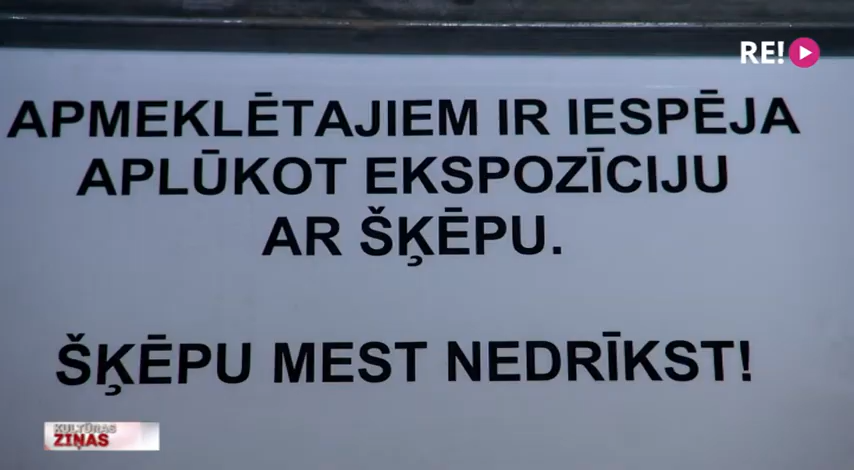 RE!
APMEKLĒTAJIEM IR IESPĒJA
APLŪKOT EKSPOZĪCIJU
AR ŠĶĒPU.
ŠĶĒPU MEST NEDRĪKST!
KULTŪRAS
ZIŅAS